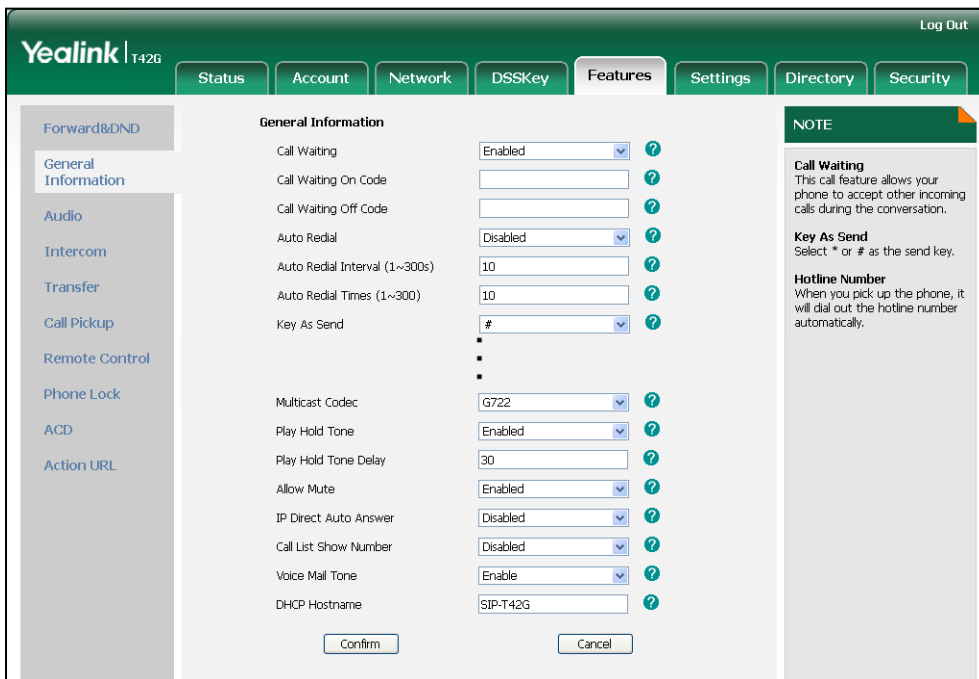 Log Out
Yealink T42G
Status Account Network DSSKey Features Settings Directory Security
Forward&DND
General
Information
Audio
Intercom
Transfer
Call Pickup
Remote Control
Phone Lock
ACD
Action URL
General Information
Call Waiting Enabled ?
Call Waiting On Code ?
Call Waiting Off Code ?
Auto Redial Disabled ?
Auto Redial Interval (1~300s) 10 ?
Auto Redial Times (1~300) 10 ?
Key As Send # ?
Multicast Codec G722 ?
Play Hold Tone Enabled ?
Play Hold Tone Delay 30 ?
Allow Mute Enabled ?
IP Direct Auto Answer Disabled ?
Call List Show Number Disabled ?
Voice Mail Tone Enable ?
DHCP Hostname SIP-T42G ?
Confirm Cancel
NOTE
Call Waiting
This call feature allows your
phone to accept other incoming
calls during the conversation.
Key As Send
Select * or # as the send key.
Hotline Number
When you pick up the phone, it
will dial out the hotline number
automatically.